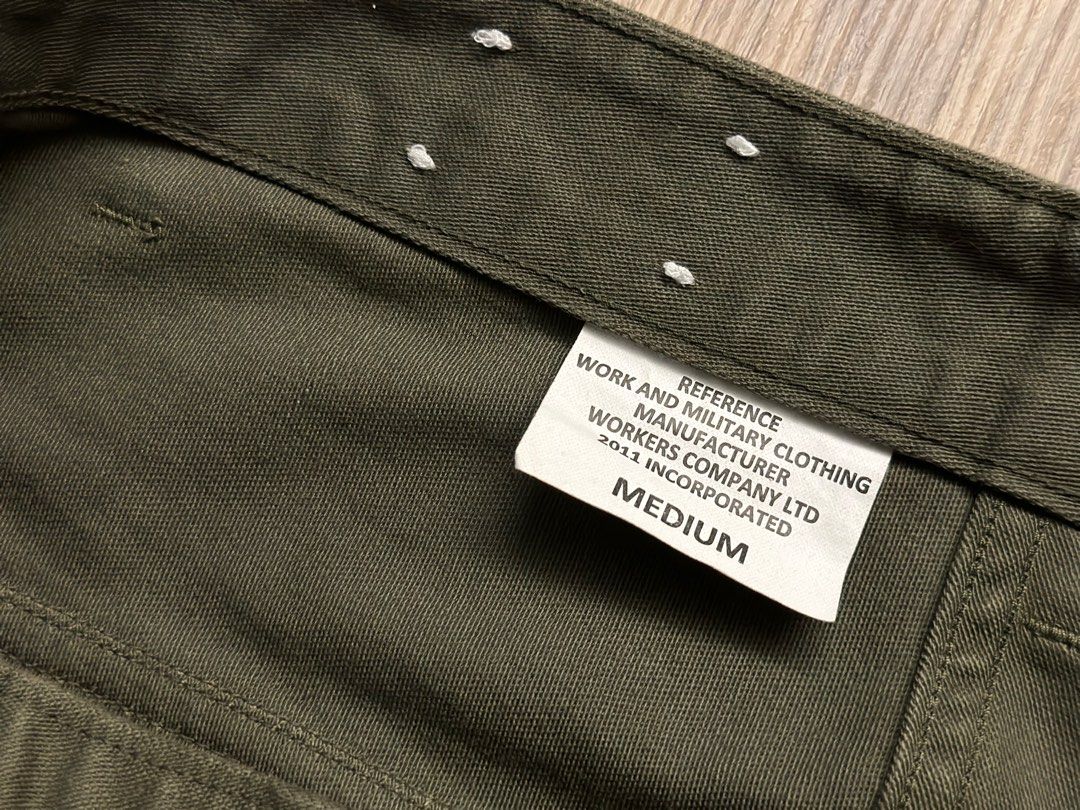 REFERENCE
WORK AND MILITARY CLOTHING
MANUFACTURER
WORKERS COMPANY LTD
2011 INCORPORATED
MEDIUM